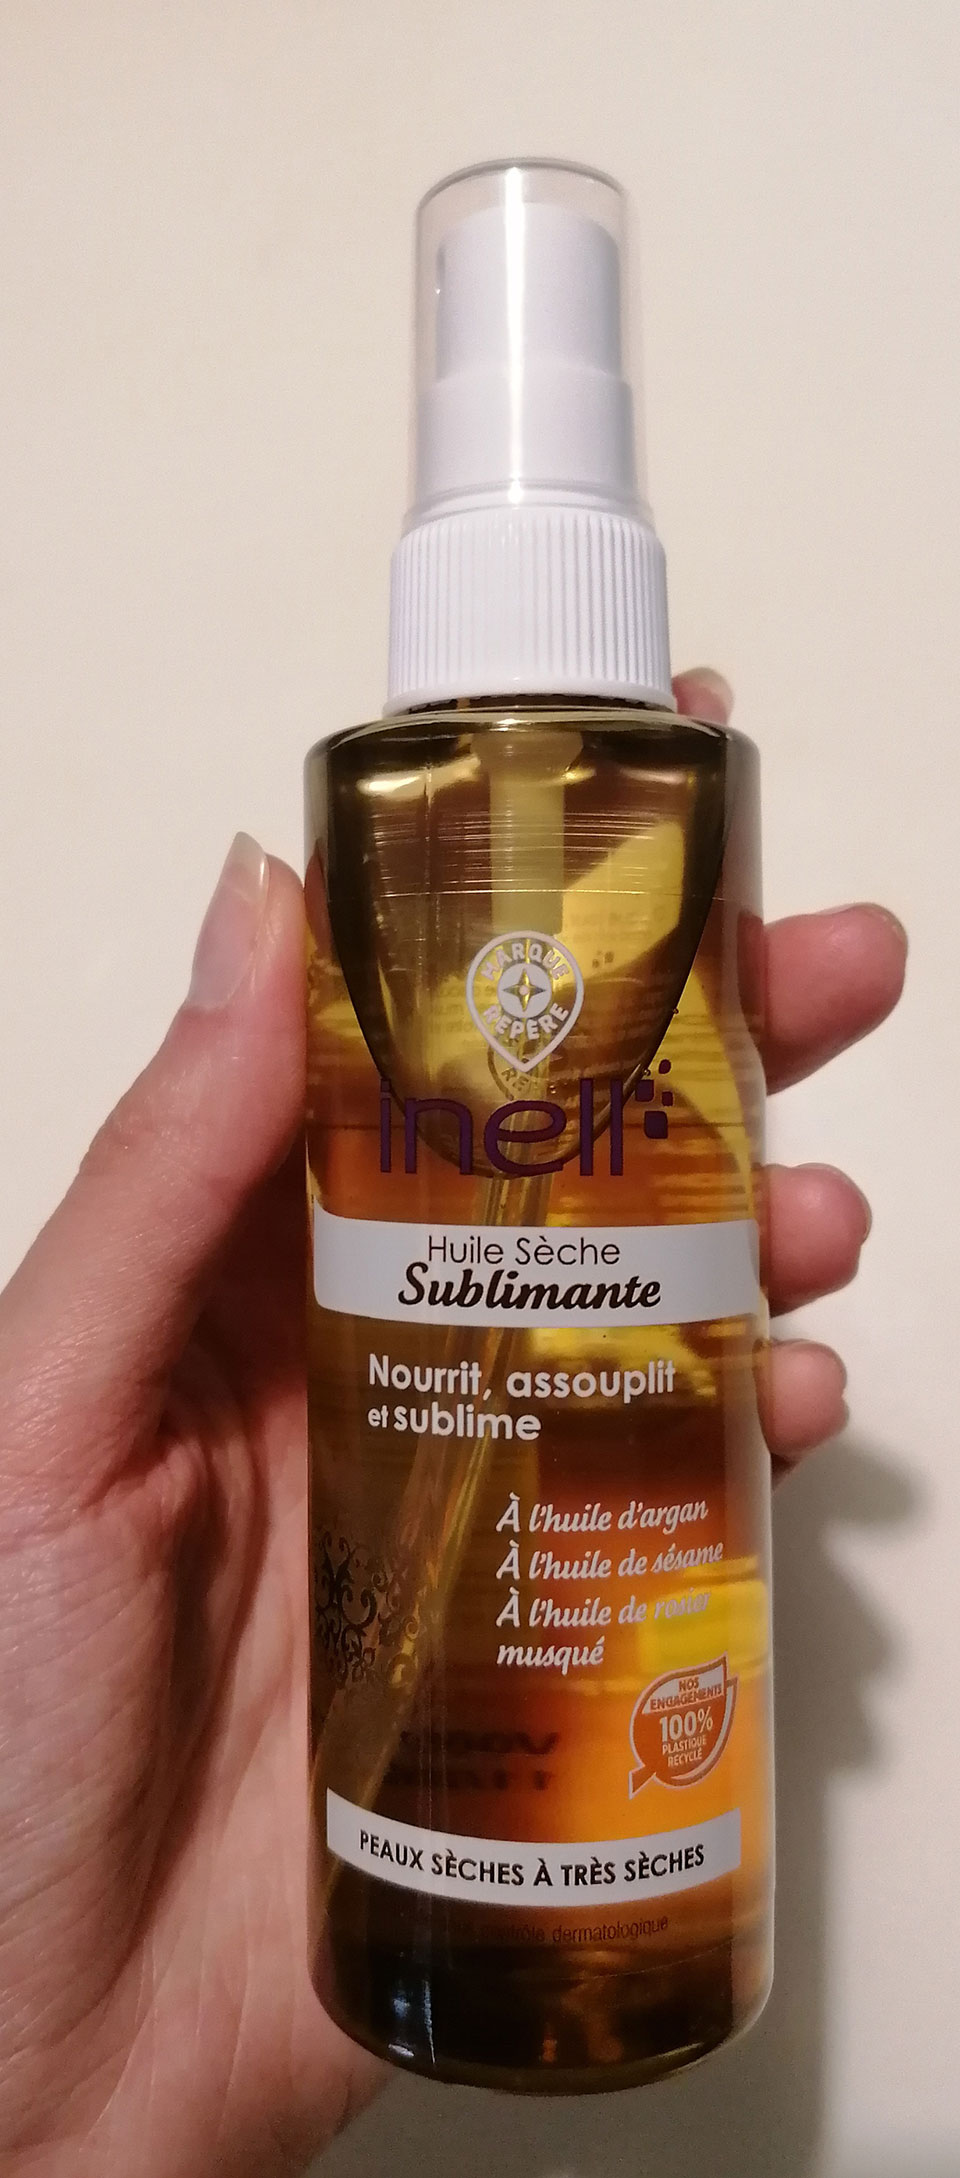 MARQUE
REPÈRE
inell
Huile Sèche
Sublimante
Nourrit, assouplit
et sublime
À l'huile d'argan
À l'huile de sésame
À l'huile de rosier
musqué
NOS
ENGAGEMENTS
100%
PLASTIQUE
RECYCLÉ
PEAUX SÈCHES À TRÈS SÈCHES
contrôle dermatologique